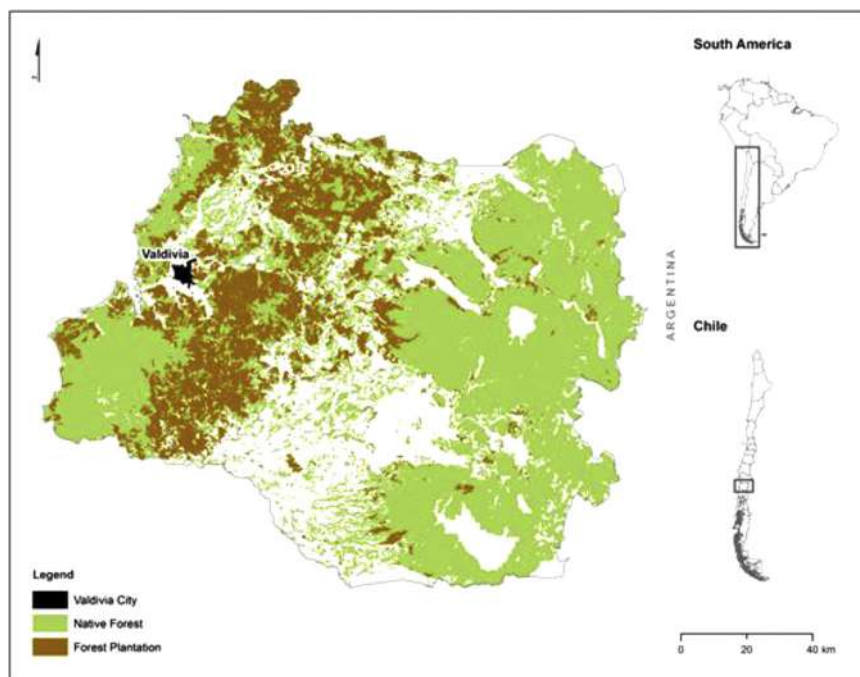 South America
Valdivia
ARGENTINA
Chile
Legend
Valdivia City
Native Forest
Forest Plantation
0 20 40 km